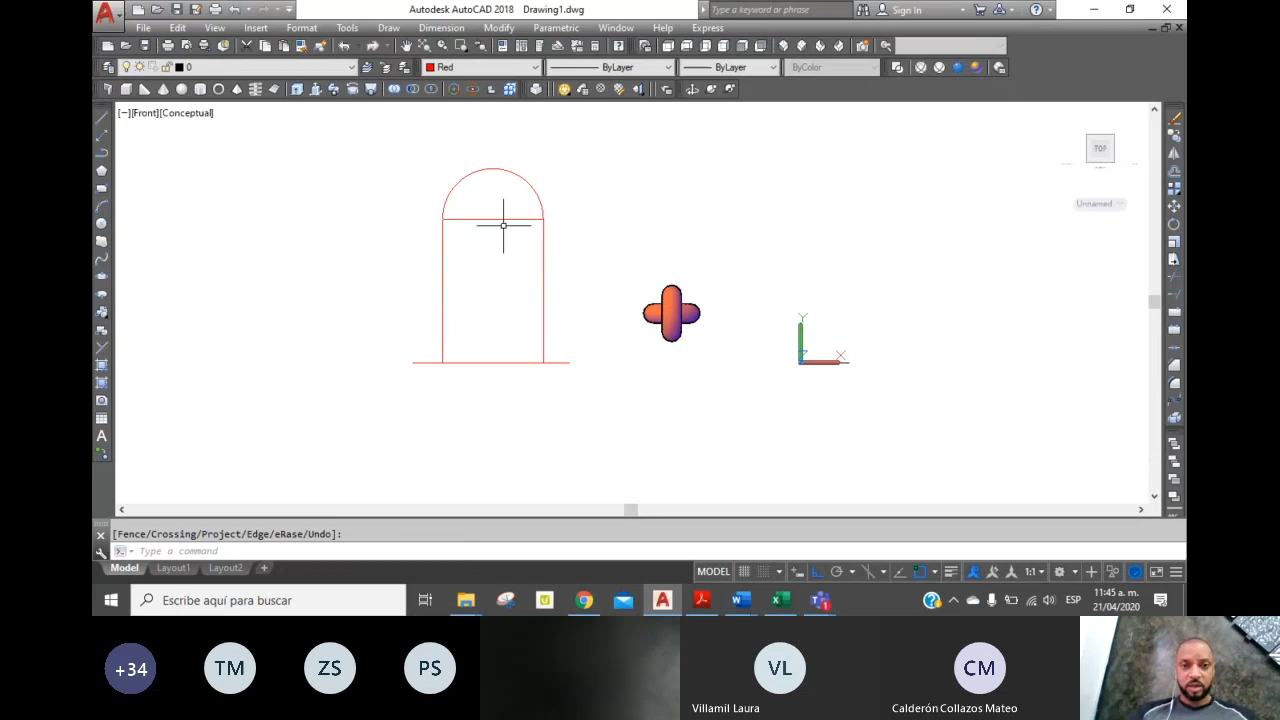 Autodesk AutoCAD 2018 Drawing1.dwg
Type a keyword or phrase
Sign In
File Edit View Insert Format Tools Draw Dimension Modify Parametric Window Help Express
0
Red
ByLayer
ByLayer
ByColor
[−][Front][Conceptual]
TOP
Unnamed
Y
X
Z
[Fence/Crossing/Project/Edge/eRase/Undo]:
Type a command
Model Layout1 Layout2 +
MODEL
1:1
Escribe aquí para buscar
ESP
11:45 a. m.
21/04/2020
+34
TM
ZS
PS
VL
CM
Villamil Laura
Calderón Collazos Mateo